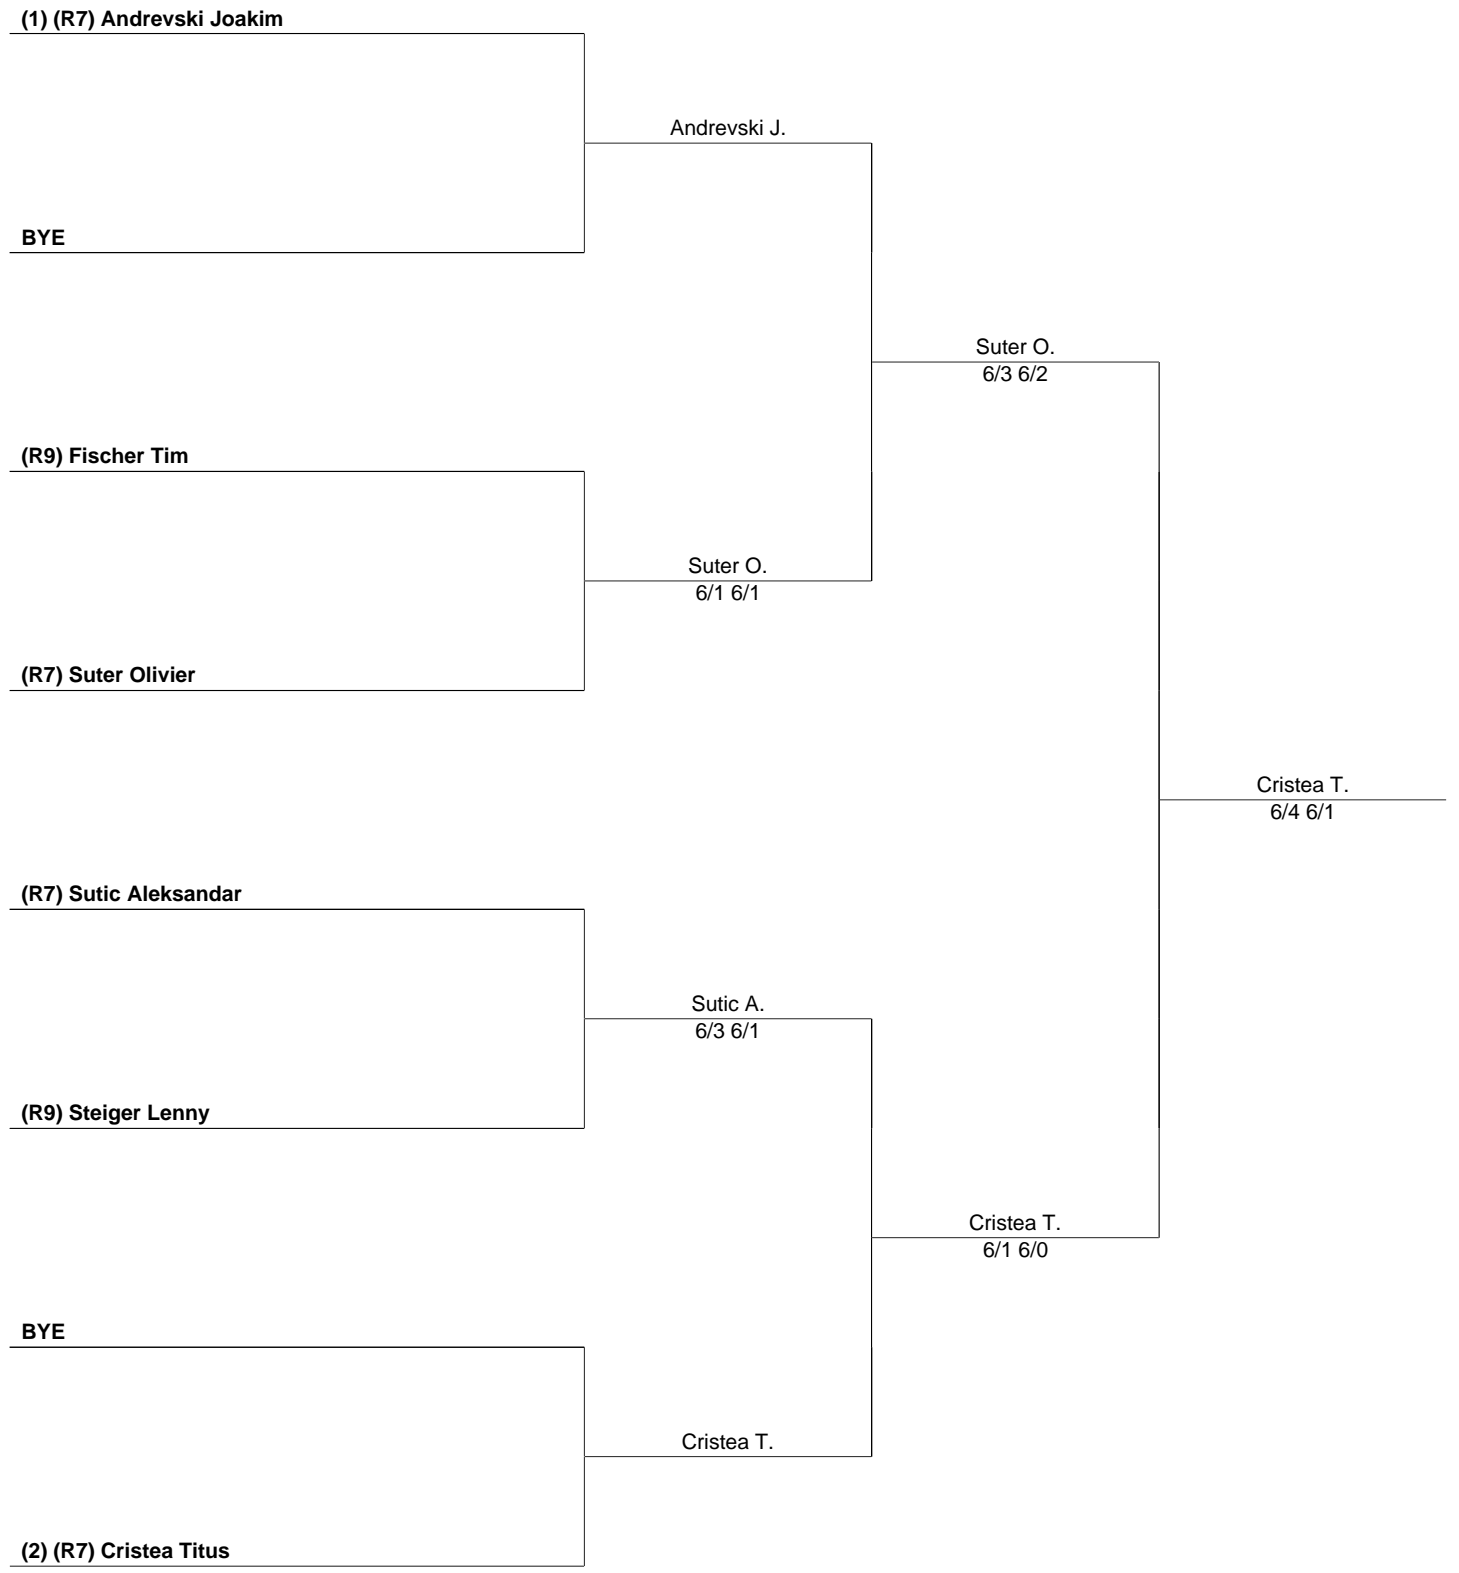 (1) (R7) Andrevski Joakim
Andrevski J.
BYE
Suter O.
6/3 6/2
(R9) Fischer Tim
Suter O.
6/1 6/1
(R7) Suter Olivier
Cristea T.
6/4 6/1
(R7) Sutic Aleksandar
Sutic A.
6/3 6/1
(R9) Steiger Lenny
Cristea T.
6/1 6/0
BYE
Cristea T.
(2) (R7) Cristea Titus